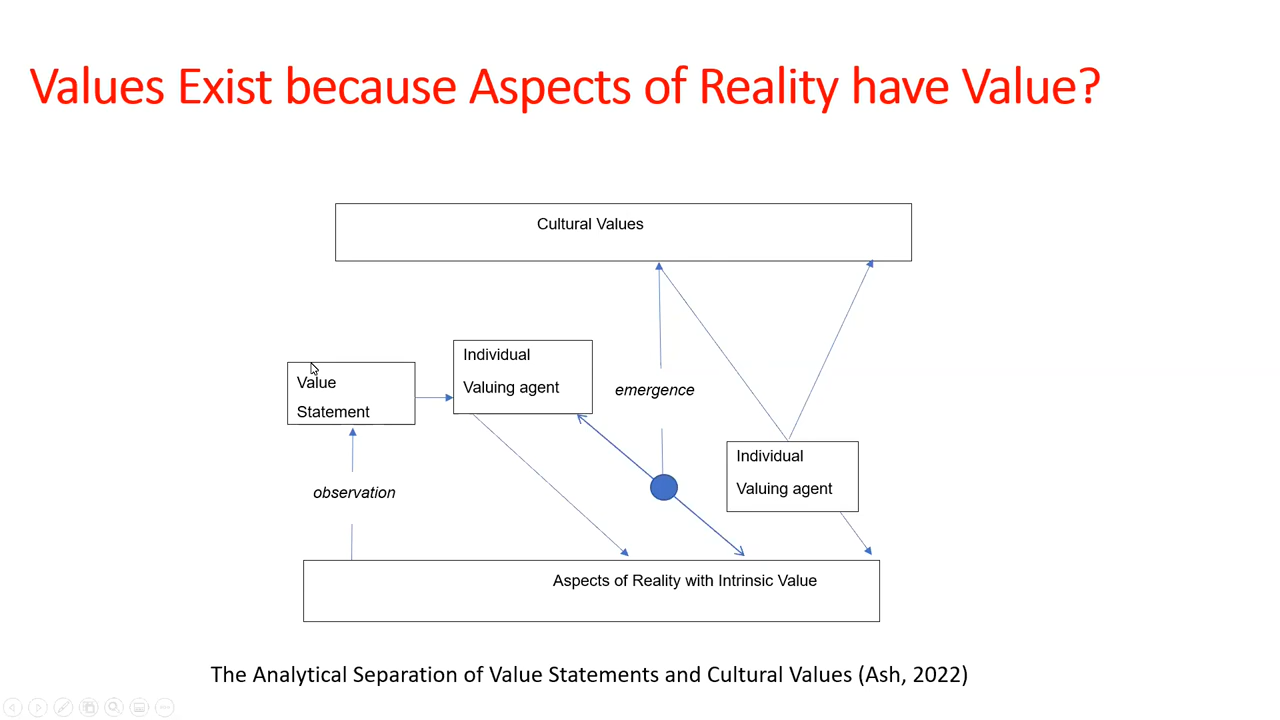 Values Exist because Aspects of Reality have Value?
Cultural Values
Individual
Valuing agent
Value
Statement
emergence
Individual
Valuing agent
observation
Aspects of Reality with Intrinsic Value
The Analytical Separation of Value Statements and Cultural Values (Ash, 2022)